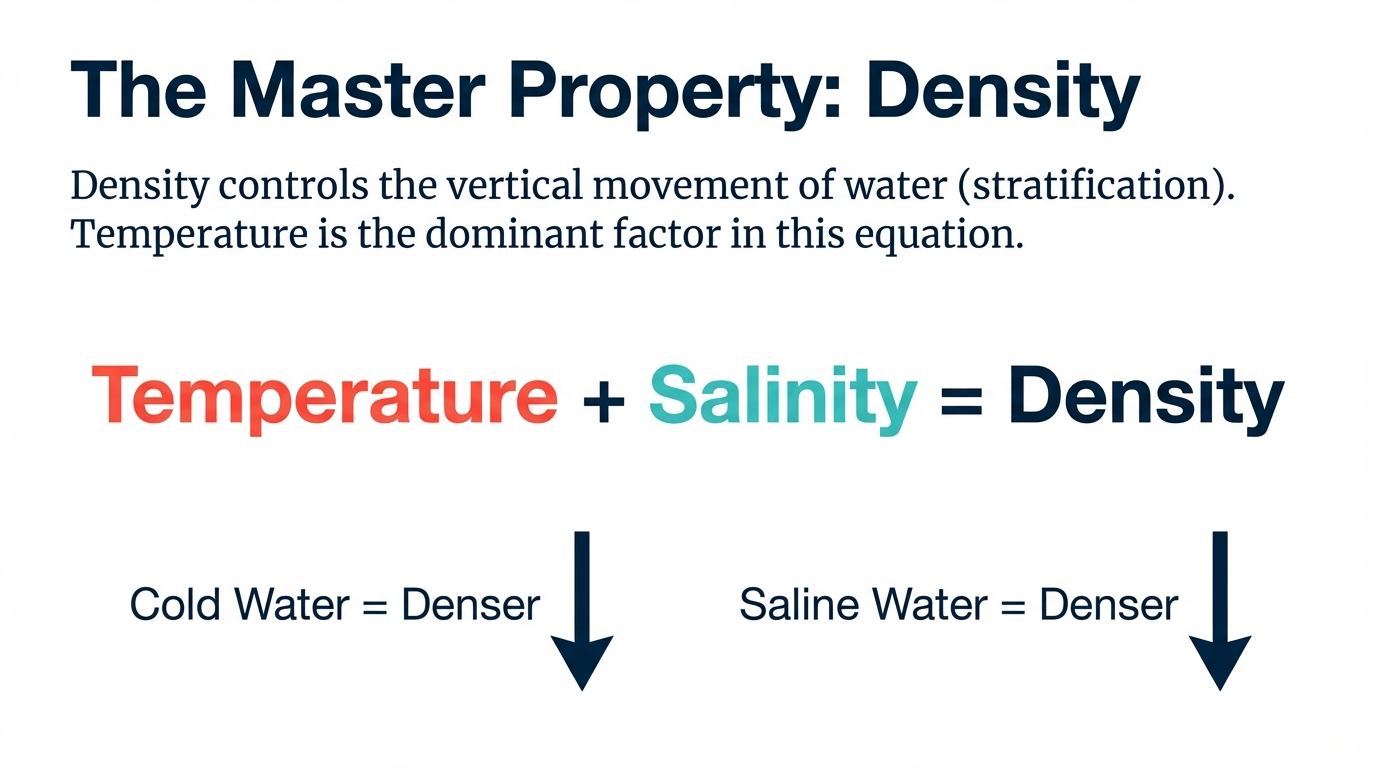 The Master Property: Density
Density controls the vertical movement of water (stratification).
Temperature is the dominant factor in this equation.
Temperature + Salinity = Density
Cold Water = Denser
Saline Water = Denser